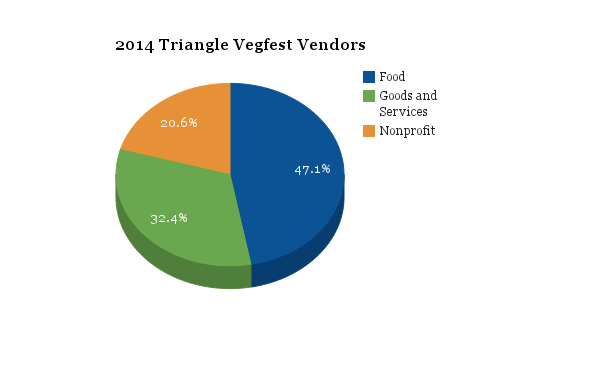 2014 Triangle Vegfest Vendors
Food
Goods and
Services
Nonprofit
20.6%
47.1%
32.4%